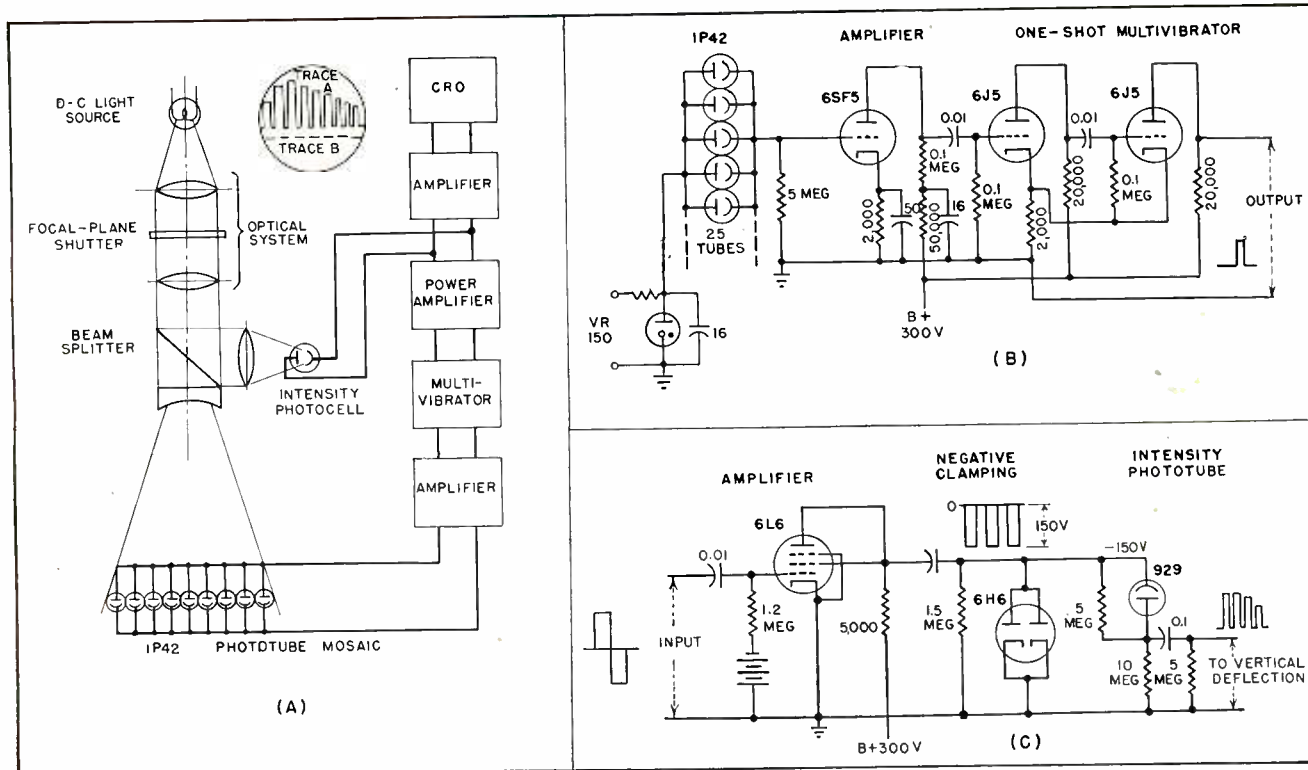 D-C LIGHT
SOURCE
TRACE
A
TRACE B
FOCAL-PLANE
SHUTTER
OPTICAL
SYSTEM
BEAM
SPLITTER
INTENSITY
PHOTOCELL
CRO
AMPLIFIER
POWER
AMPLIFIER
MULTI-
VIBRATOR
AMPLIFIER
1P42 PHOTOTUBE MOSAIC
(A)
1P42
AMPLIFIER
ONE-SHOT MULTIVIBRATOR
6SF5
6J5
6J5
0.01
0.01
5 MEG
0.1
MEG
0.1
MEG
0.1
MEG
2,000
50
50,000
16
2,000
20,000
20,000
OUTPUT
25
TUBES
VR
150
16
B+
300V
(B)
AMPLIFIER
NEGATIVE
CLAMPING
INTENSITY
PHOTOTUBE
6L6
0
150V
-150V
929
0.01
INPUT
1.2
MEG
5,000
1.5
MEG
6H6
5
MEG
0.1
10
MEG
5
MEG
TO VERTICAL
DEFLECTION
B+300V
(C)